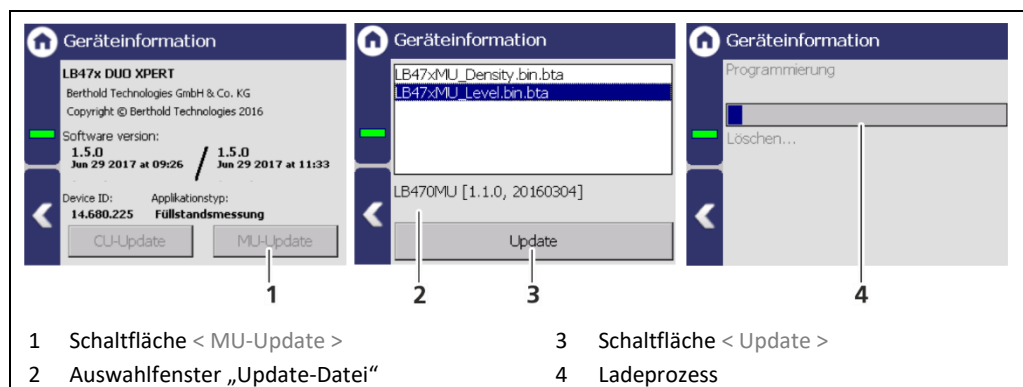 Geräteinformation
LB47x DUO XPERT
Berthold Technologies GmbH & Co. KG
Copyright © Berthold Technologies 2016
Software version:
1.5.0 / 1.5.0
Jun 29 2017 at 09:26 Jun 29 2017 at 11:33
Device ID: Applikationstyp:
14.680.225 Füllstandsmessung
CU-Update MU-Update
1
Geräteinformation
LB47xMU_Density.bin.bta
LB47xMU_Level.bin.bta
LB470MU [1.1.0, 20160304]
Update
2 3
Geräteinformation
Programmierung
Löschen...
4
1 Schaltfläche < MU-Update >
2 Auswahlfenster „Update-Datei“
3 Schaltfläche < Update >
4 Ladeprozess